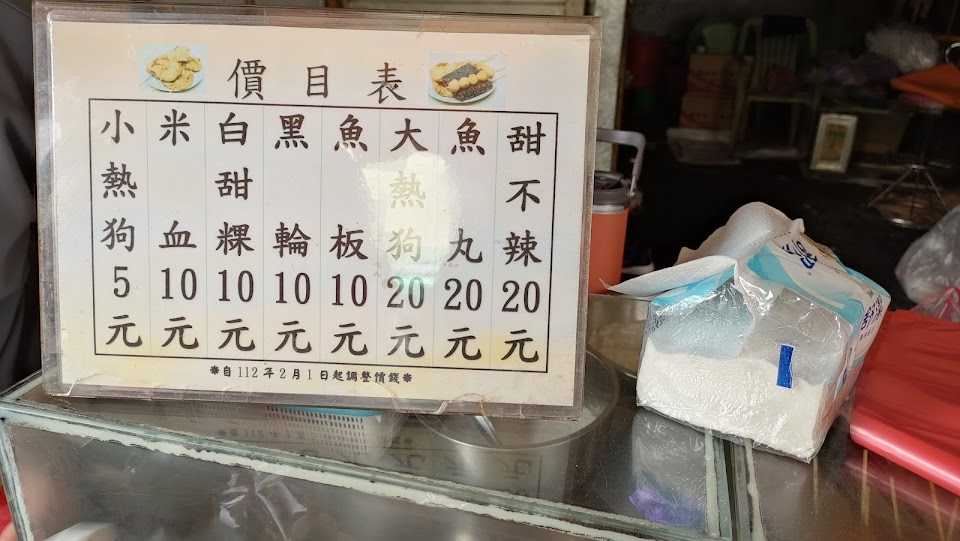 價目表
小熱狗 5元
米血 10元
白甜粿 10元
黑輪 10元
魚板 10元
大熱狗 20元
魚丸 20元
甜不辣 20元
※自112年2月1日起調整價錢※